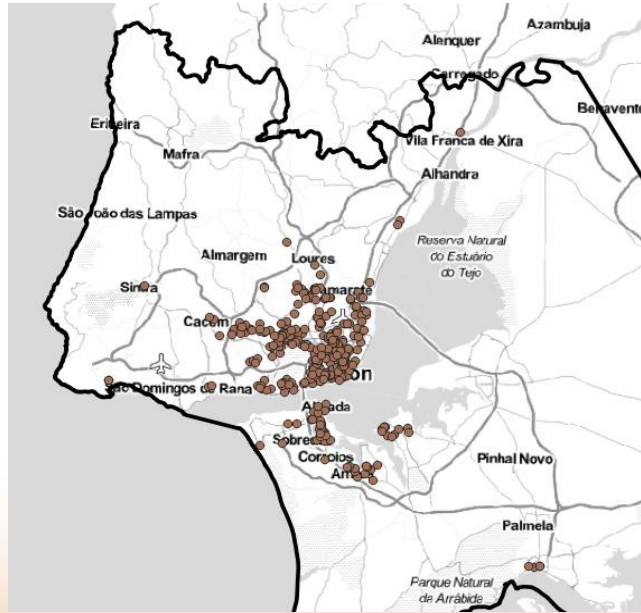 Azambuja
Alenquer
Carregado
Benavente
Ericeira
Vila Franca de Xira
Mafra
Alhandra
São João das Lampas
Reserva Natural
do Estuário
do Tejo
Almargem
Loures
Sintra
Camarate
Cacém
São Domingos de Rana
Almada
Sobreda
Corroios
Pinhal Novo
Palmela
Parque Natural
da Arrábida